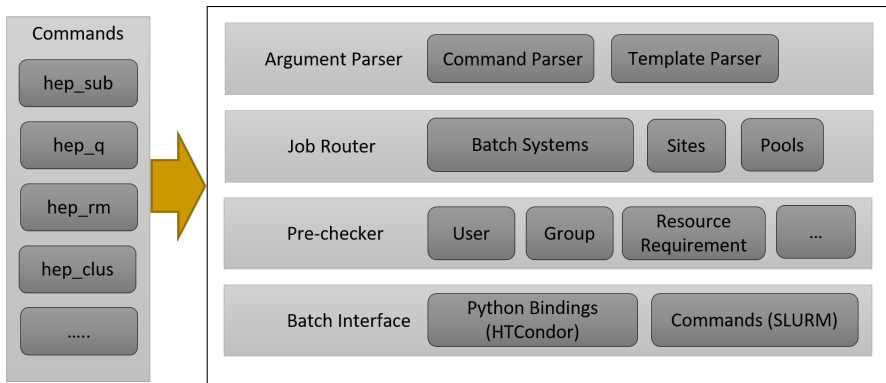 Commands
hep_sub
hep_q
hep_rm
hep_clus
.....
Argument Parser
Command Parser
Template Parser
Job Router
Batch Systems
Sites
Pools
Pre-checker
User
Group
Resource
Requirement
...
Batch Interface
Python Bindings
(HTCondor)
Commands (SLURM)